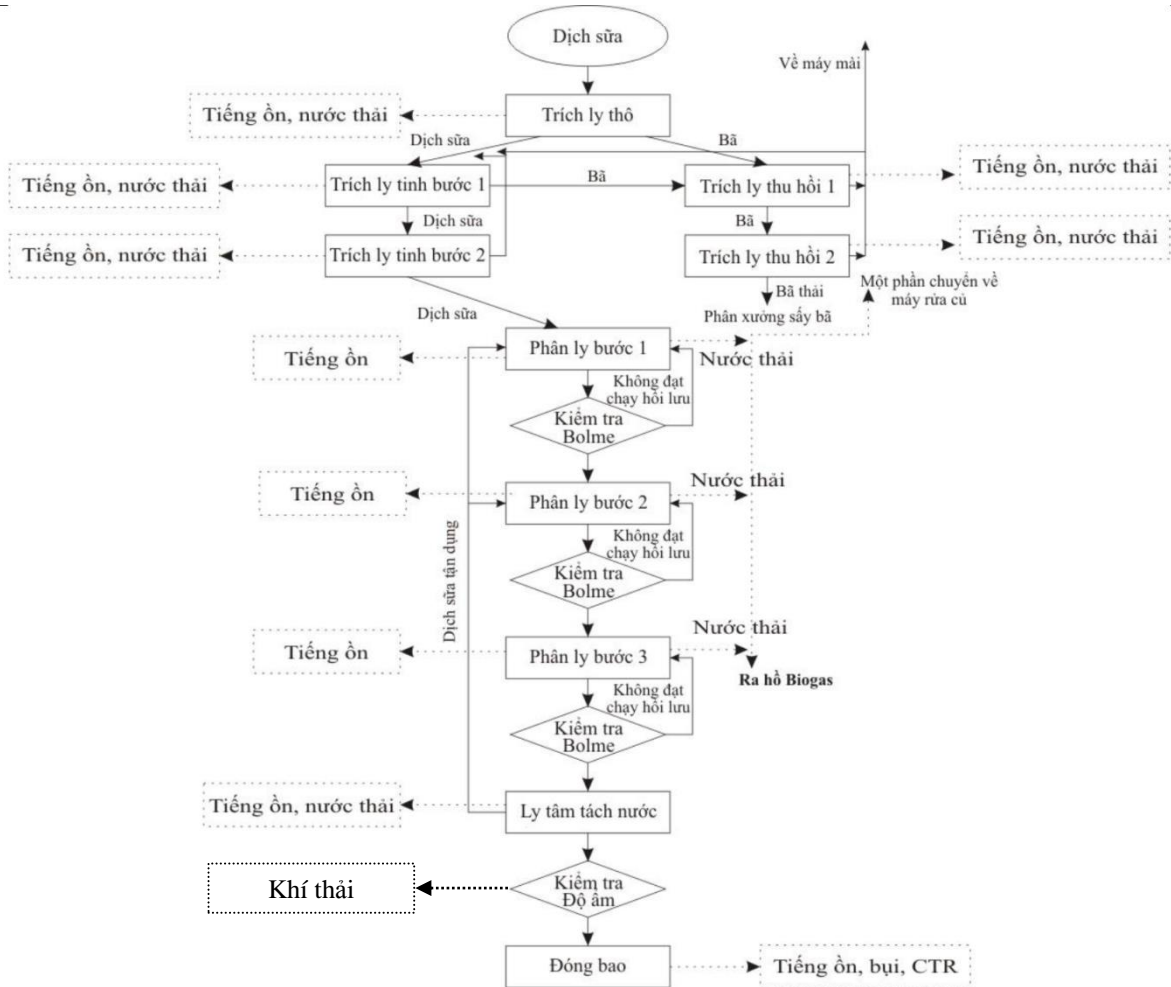 Dịch sữa
Về máy mài
Tiếng ồn, nước thải
Trích ly thô
Dịch sữa
Bã
Tiếng ồn, nước thải
Trích ly tinh bước 1
Bã
Trích ly thu hồi 1
Tiếng ồn, nước thải
Dịch sữa
Bã
Tiếng ồn, nước thải
Trích ly tinh bước 2
Trích ly thu hồi 2
Tiếng ồn, nước thải
Bã thải
Một phần chuyển về
máy rửa củ
Dịch sữa
Phân xưởng sấy bã
Tiếng ồn
Phân ly bước 1
Nước thải
Không đạt
chạy hồi lưu
Kiểm tra
Bolme
Tiếng ồn
Phân ly bước 2
Nước thải
Không đạt
chạy hồi lưu
Kiểm tra
Bolme
Dịch sữa tận dụng
Tiếng ồn
Phân ly bước 3
Nước thải
Ra hồ Biogas
Không đạt
chạy hồi lưu
Kiểm tra
Bolme
Tiếng ồn, nước thải
Ly tâm tách nước
Khí thải
Kiểm tra
Độ âm
Đóng bao
Tiếng ồn, bụi, CTR